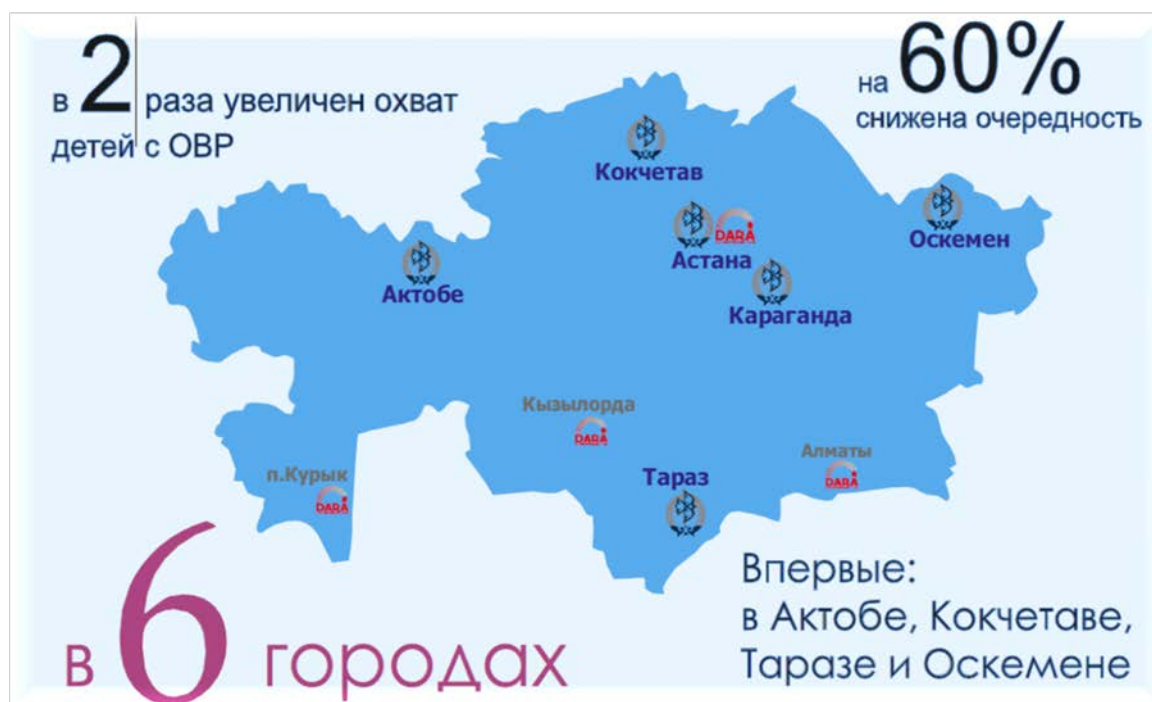 в 2 раза увеличен охват
детей с ОВР
на 60%
снижена очередность
Кокчетав
DARA
Астана
Оскемен
Актобе
Караганда
Кызылорда
DARA
Алматы
DARA
п.Курык
DARA
Тараз
в 6 городах
Впервые:
в Актобе, Кокчетаве,
Таразе и Оскемене